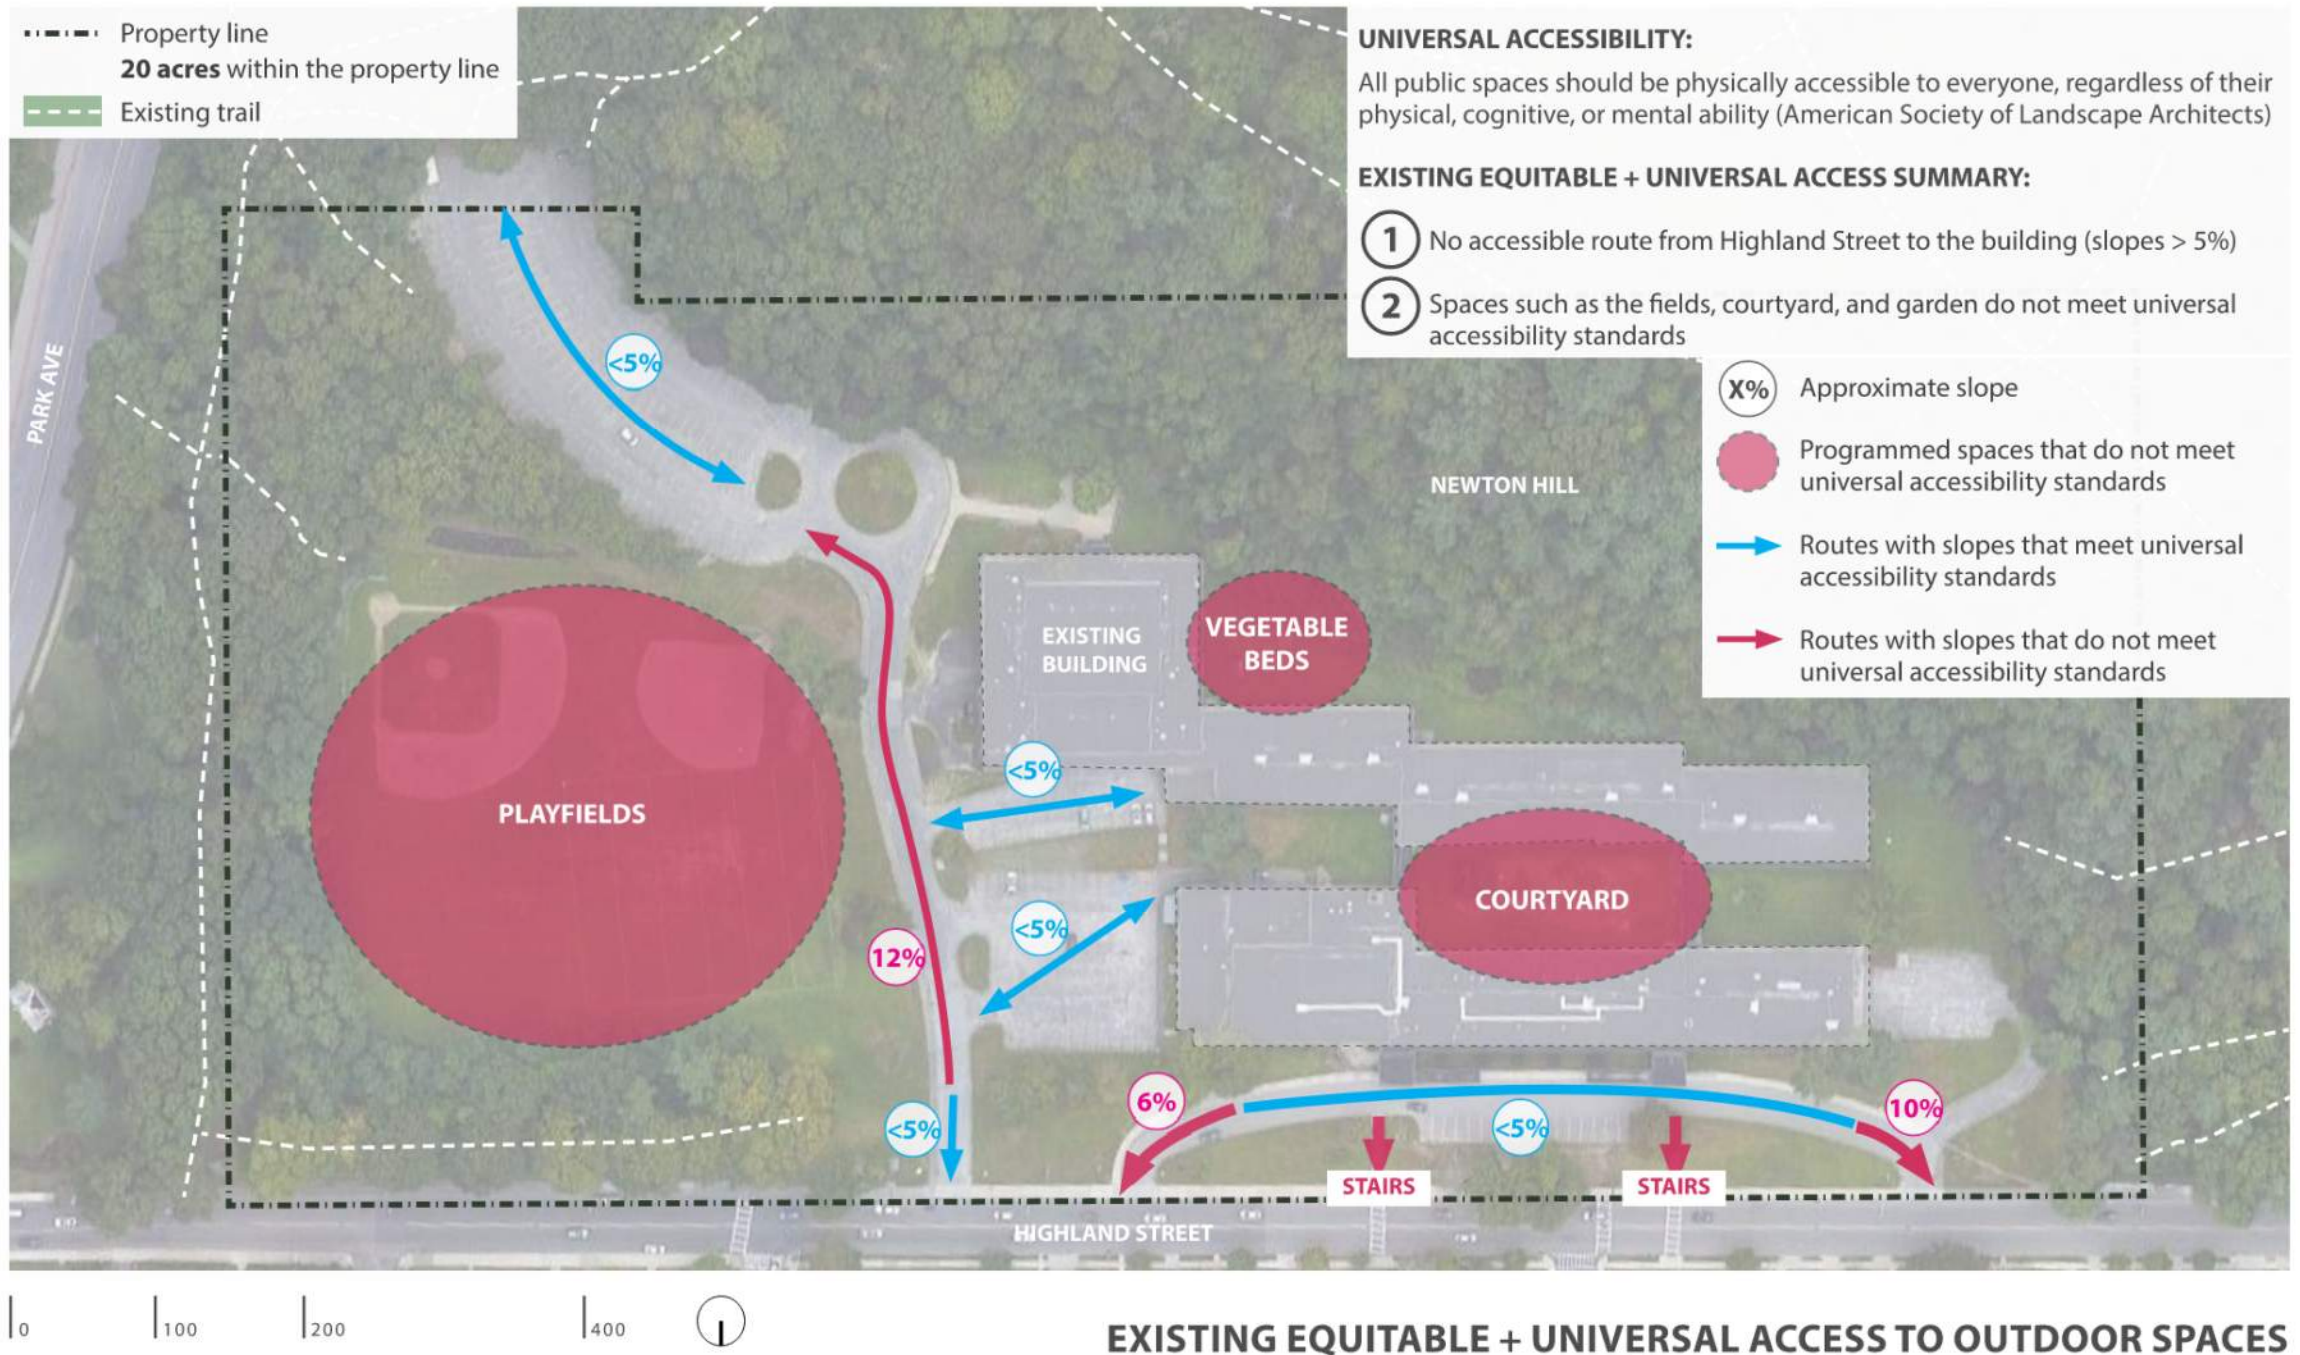 Property line
20 acres within the property line
Existing trail
UNIVERSAL ACCESSIBILITY:
All public spaces should be physically accessible to everyone, regardless of their
physical, cognitive, or mental ability (American Society of Landscape Architects)
EXISTING EQUITABLE + UNIVERSAL ACCESS SUMMARY:
1 No accessible route from Highland Street to the building (slopes > 5%)
2 Spaces such as the fields, courtyard, and garden do not meet universal
accessibility standards
X% Approximate slope
Programmed spaces that do not meet
universal accessibility standards
Routes with slopes that meet universal
accessibility standards
Routes with slopes that do not meet
universal accessibility standards
PARK AVE
<5%
NEWTON HILL
EXISTING
BUILDING
VEGETABLE
BEDS
<5%
PLAYFIELDS
COURTYARD
<5%
12%
6%
10%
<5%
<5%
STAIRS
STAIRS
HIGHLAND STREET
0
100
200
400
EXISTING EQUITABLE + UNIVERSAL ACCESS TO OUTDOOR SPACES